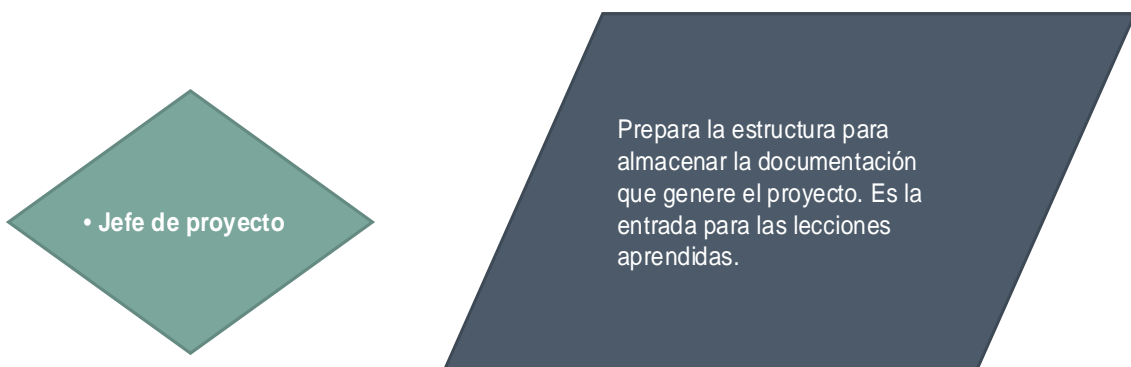 • Jefe de proyecto
Prepara la estructura para
almacenar la documentación
que genere el proyecto. Es la
entrada para las lecciones
aprendidas.